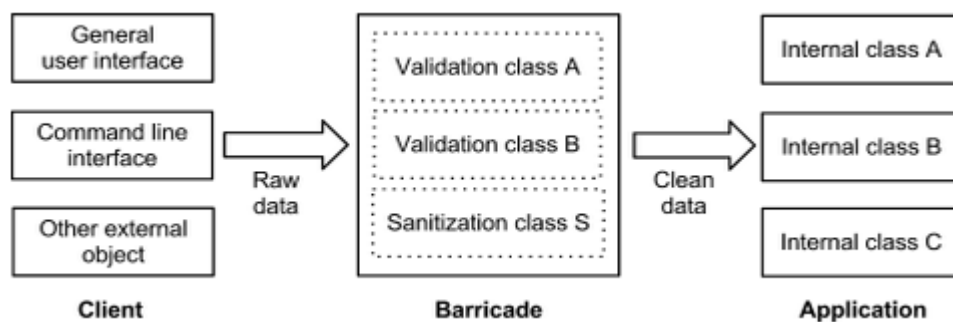 General
user interface
Command line
interface
Other external
object
Client
Raw
data
Validation class A
Validation class B
Sanitization class S
Barricade
Clean
data
Internal class A
Internal class B
Internal class C
Application